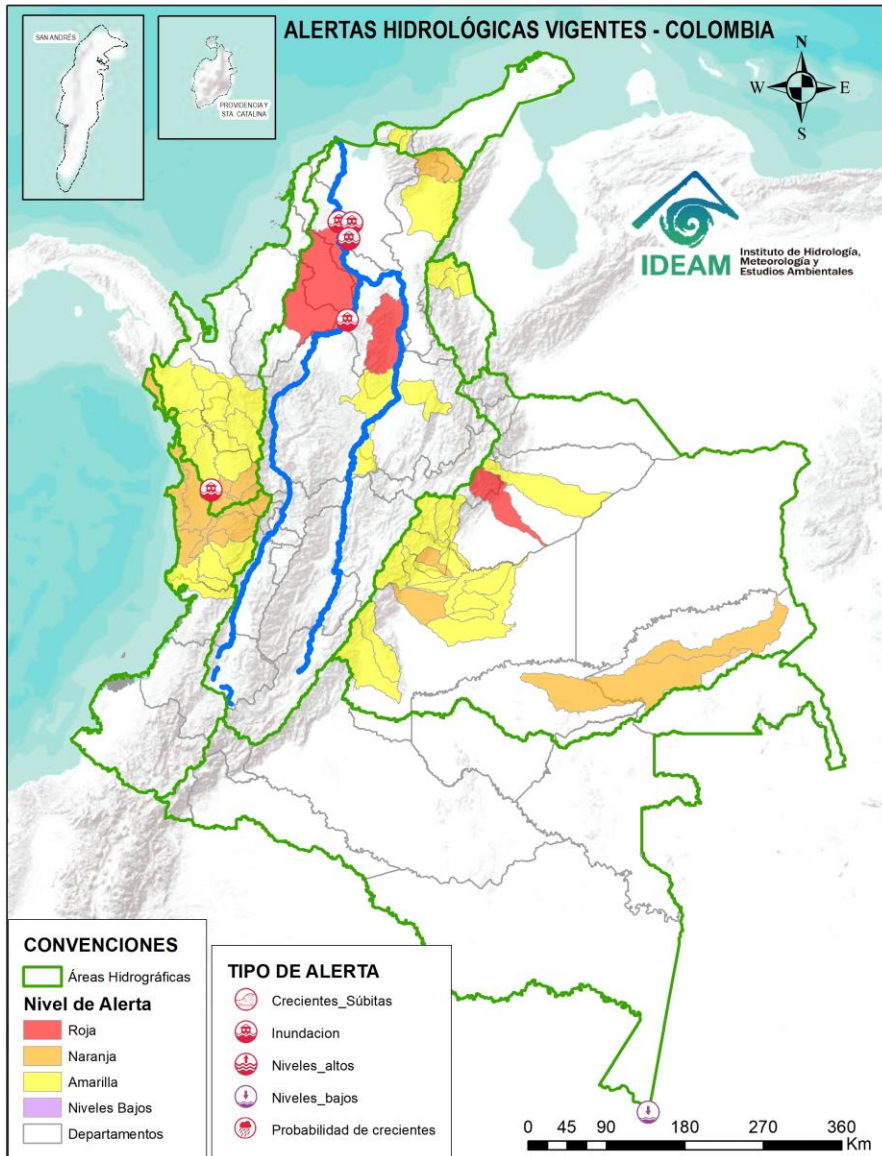 ALERTAS HIDROLÓGICAS VIGENTES - COLOMBIA
SAN ANDRÉS
PROVIDENCIA Y
STA. CATALINA
N
W
E
S
IDEAM
Instituto de Hidrología,
Meteorología y
Estudios Ambientales
CONVENCIONES
Áreas Hidrográficas
Nivel de Alerta
Roja
Naranja
Amarilla
Niveles Bajos
Departamentos
TIPO DE ALERTA
Crecientes_Súbitas
Inundacion
Niveles_altos
Niveles_bajos
Probabilidad de crecientes
0 45 90 180 270 360
Km